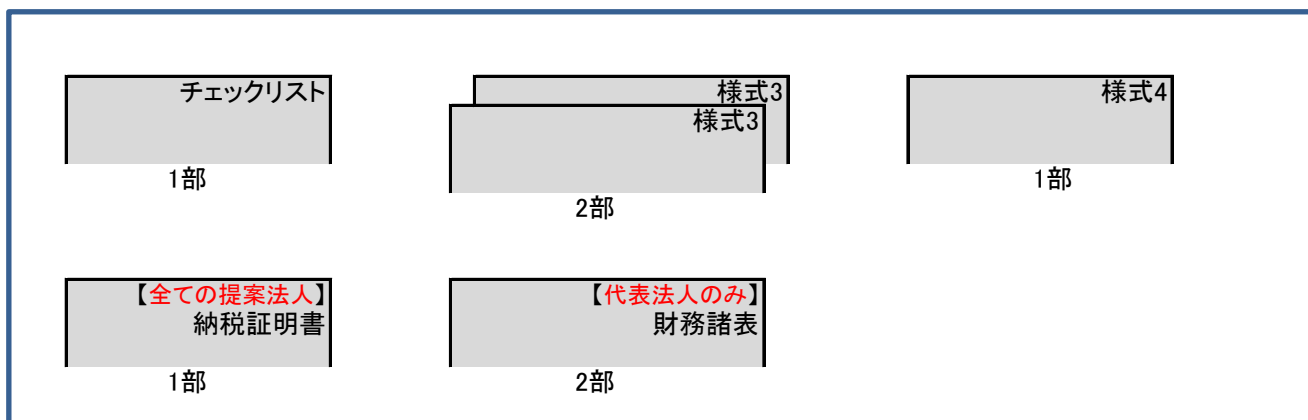 チェックリスト
1部
様式3
様式3
2部
様式4
1部
【全ての提案法人】
納税証明書
1部
【代表法人のみ】
財務諸表
2部